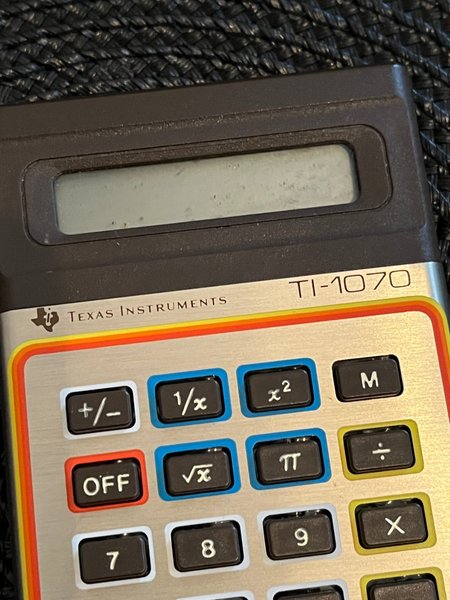 TI-1070
TEXAS INSTRUMENTS
+/- 1/x x² M
OFF √x π ÷
7 8 9 X